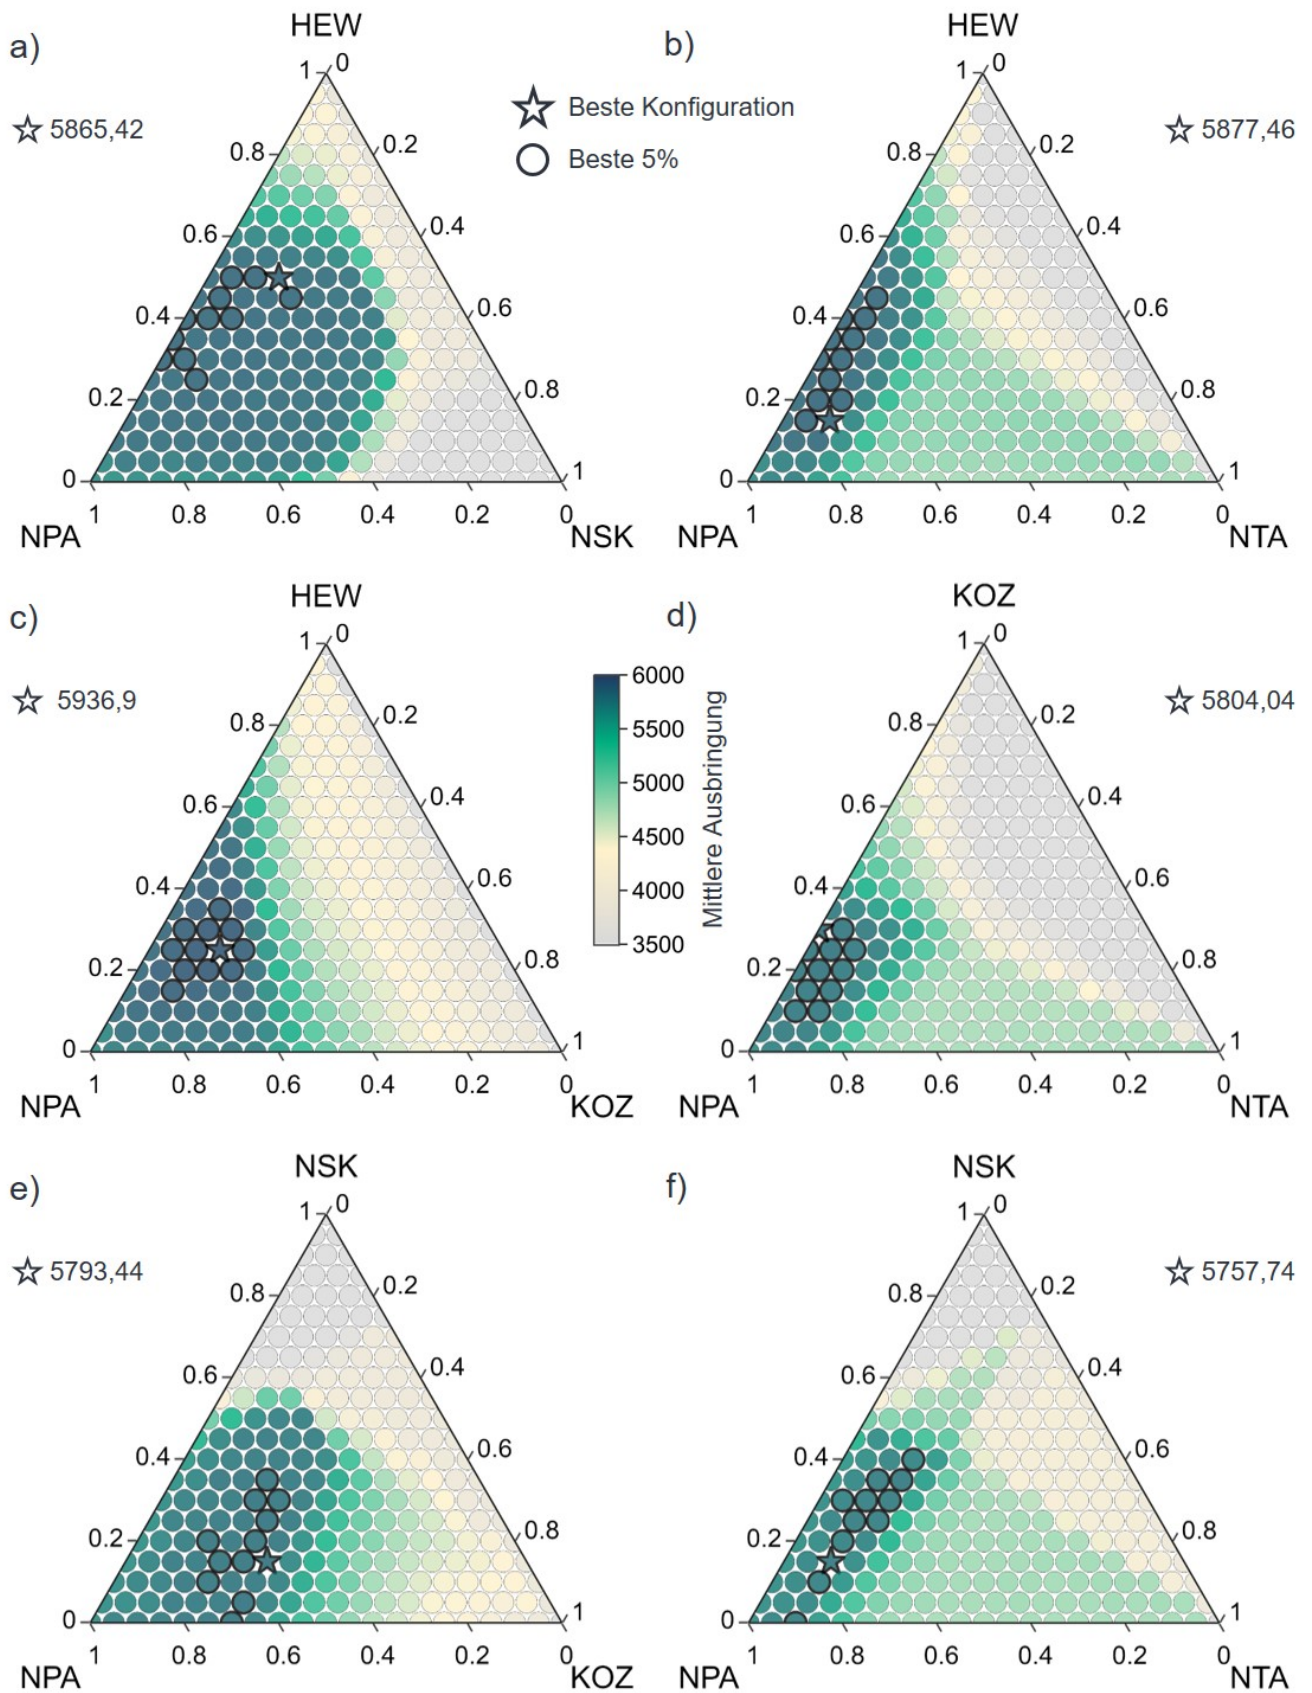 a)
HEW
1 0
5865,42
0.8 0.2
0.6 0.4
0.4 0.6
0.2 0.8
0 1
1 0.8 0.6 0.4 0.2 0
NPA NSK
Beste Konfiguration
Beste 5%
b)
HEW
1 0
5877,46
0.8 0.2
0.6 0.4
0.4 0.6
0.2 0.8
0 1
1 0.8 0.6 0.4 0.2 0
NPA NTA
c)
HEW
1 0
5936,9
0.8 0.2
0.6 0.4
0.4 0.6
0.2 0.8
0 1
1 0.8 0.6 0.4 0.2 0
NPA KOZ
6000
5500
5000
4500
4000
3500
Mittlere Ausbringung
d)
KOZ
1 0
5804,04
0.8 0.2
0.6 0.4
0.4 0.6
0.2 0.8
0 1
1 0.8 0.6 0.4 0.2 0
NPA NTA
e)
NSK
1 0
5793,44
0.8 0.2
0.6 0.4
0.4 0.6
0.2 0.8
0 1
1 0.8 0.6 0.4 0.2 0
NPA KOZ
f)
NSK
1 0
5757,74
0.8 0.2
0.6 0.4
0.4 0.6
0.2 0.8
0 1
1 0.8 0.6 0.4 0.2 0
NPA NTA